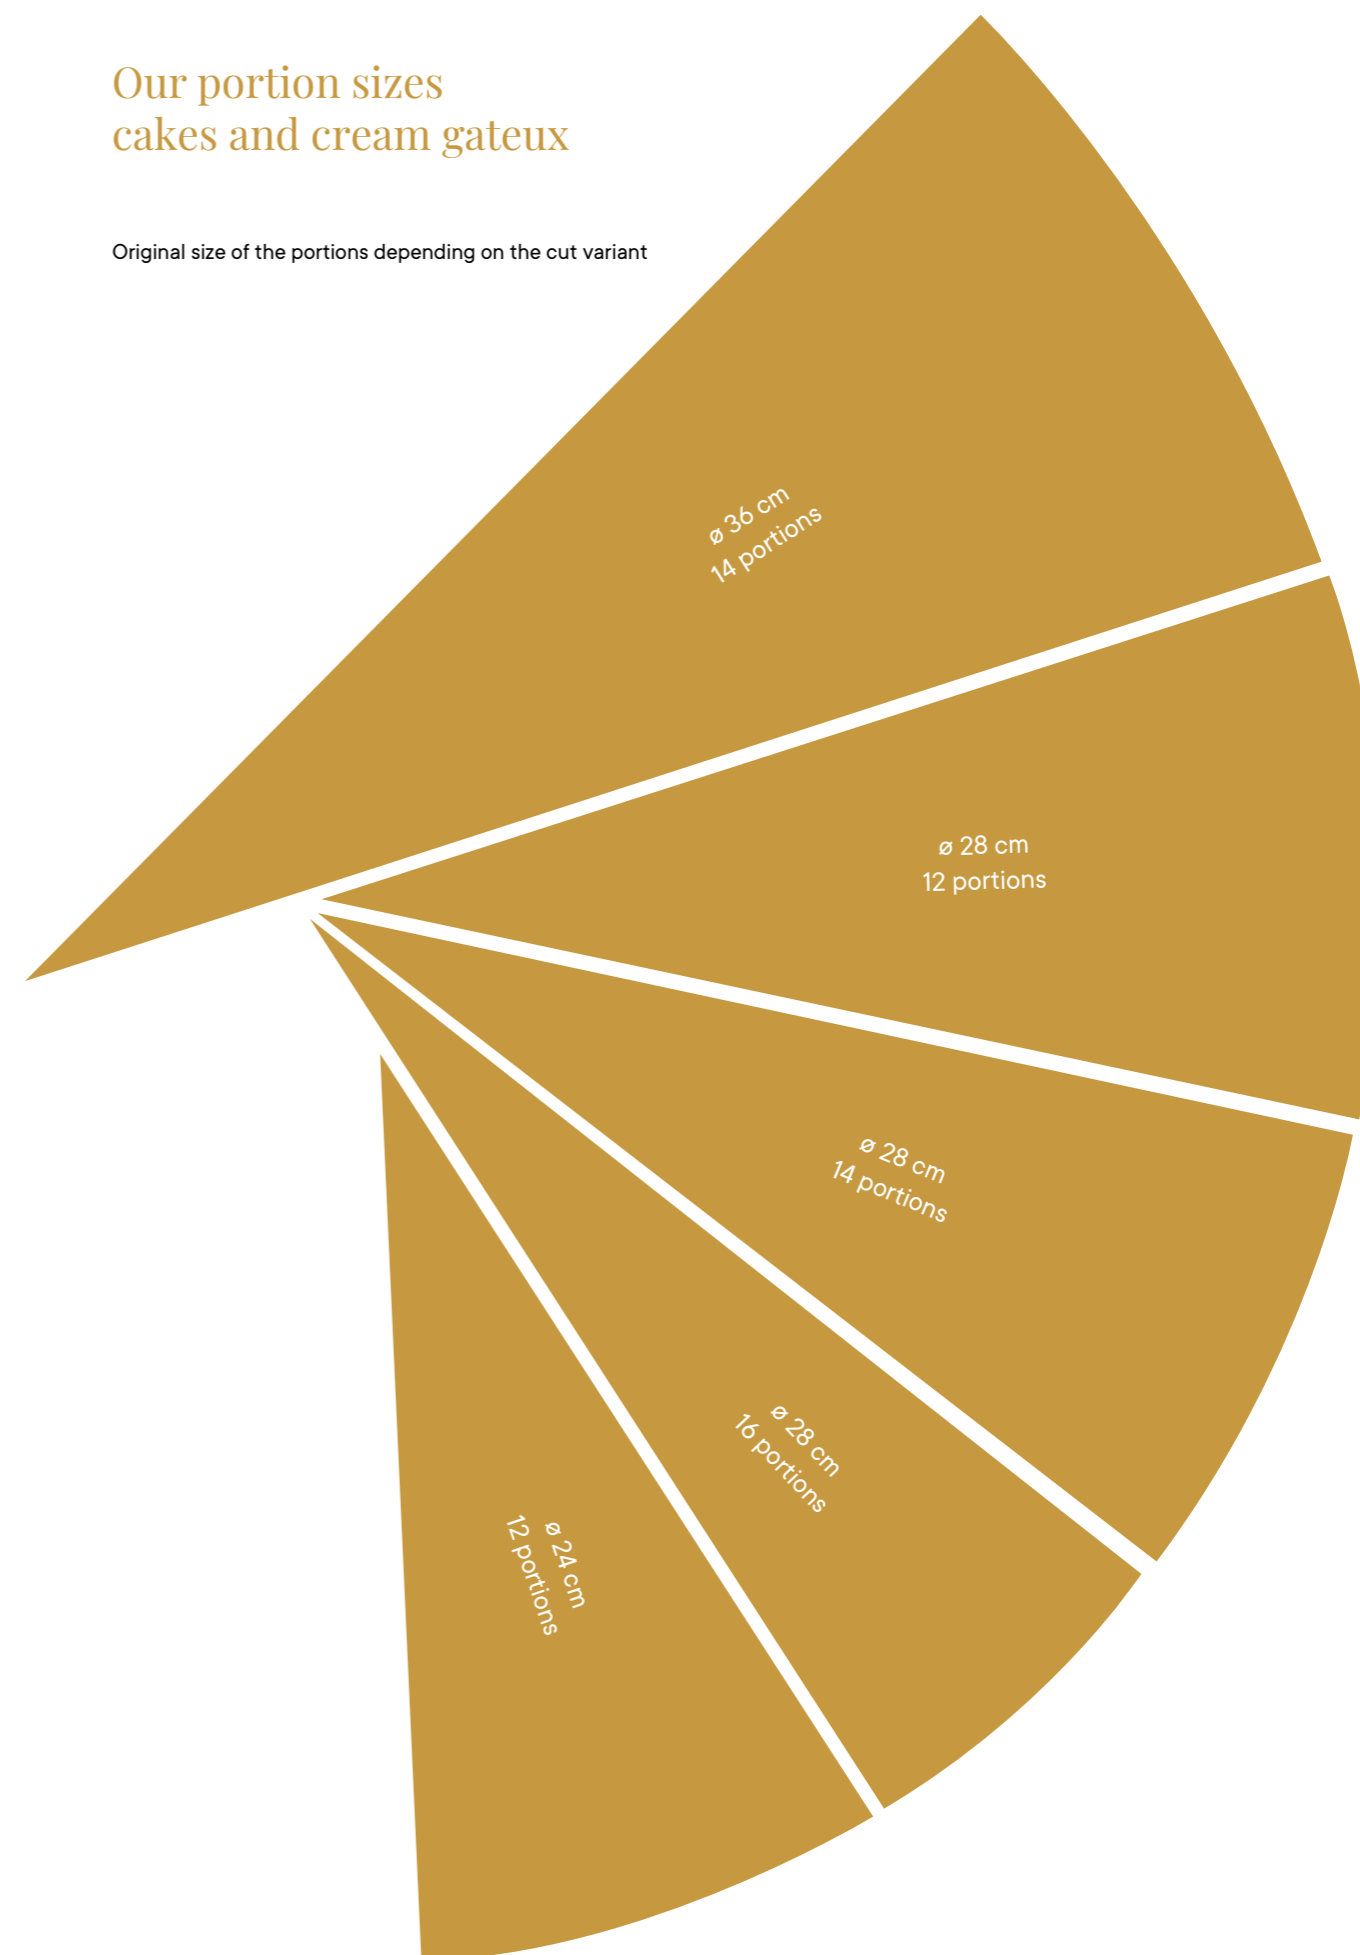 Our portion sizes
cakes and cream gateux
Original size of the portions depending on the cut variant
ø 36 cm
14 portions
ø 28 cm
12 portions
ø 28 cm
14 portions
ø 28 cm
16 portions
ø 24 cm
12 portions